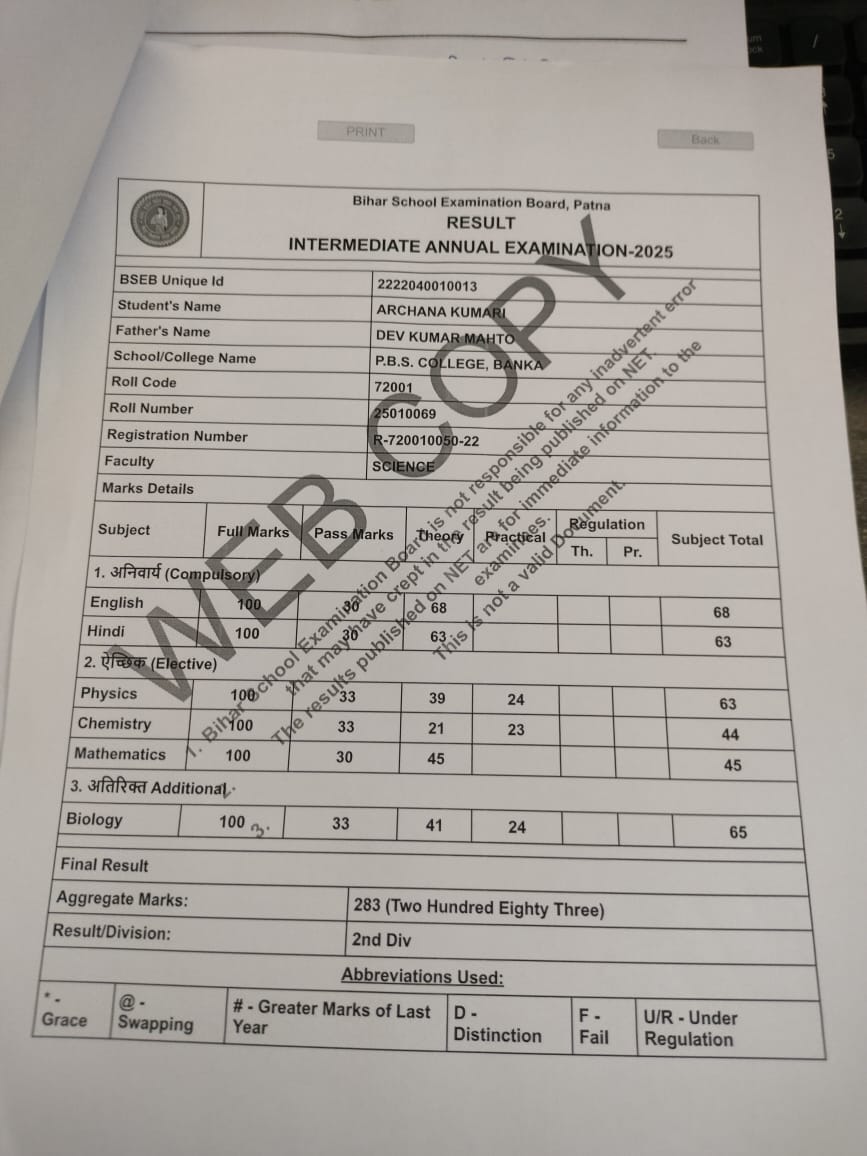 PRINT
Back
Bihar School Examination Board, Patna
RESULT
INTERMEDIATE ANNUAL EXAMINATION-2025
BSEB Unique Id 2222040010013
Student's Name ARCHANA KUMARI
Father's Name DEV KUMAR MAHTO
School/College Name P.B.S. COLLEGE, BANKA
Roll Code 72001
Roll Number 25010069
Registration Number R-720010050-22
Faculty SCIENCE
Marks Details
Subject Full Marks Pass Marks Theory Practical Regulation Subject Total
Th. Pr.
1. अनिवार्य (Compulsory)
English 100 30 68 68
Hindi 100 30 63 63
2. ऐच्छिक (Elective)
Physics 100 33 39 24 63
Chemistry 100 33 21 23 44
Mathematics 100 30 45 45
3. अतिरिक्त Additional
Biology 100 33 41 24 65
Final Result
Aggregate Marks: 283 (Two Hundred Eighty Three)
Result/Division: 2nd Div
Abbreviations Used:
* - Grace @ - Swapping # - Greater Marks of Last Year D - Distinction F - Fail U/R - Under Regulation
WEB COPY
1. Bihar School Examination Board is not responsible for any inadvertent error
that may have crept in the result being published on NET.
2.
The results published on NET are for immediate information to the
examinees.
3.
This is not a valid Document.